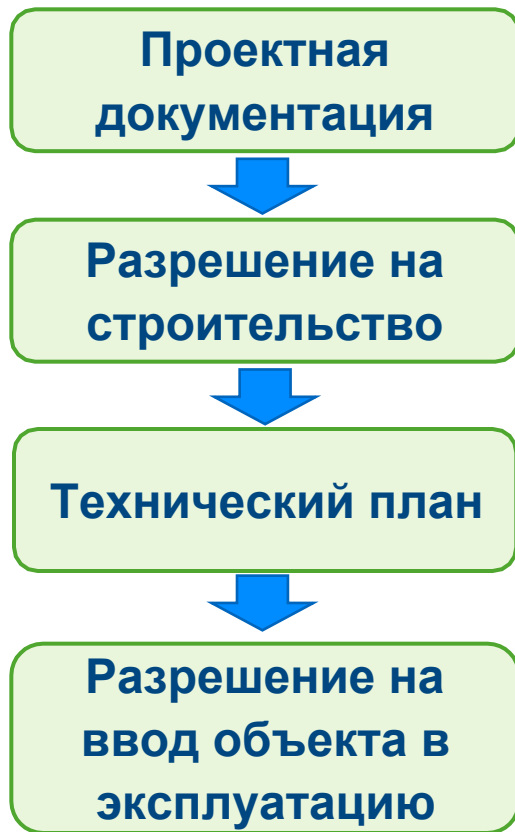 Проектная
документация
Разрешение на
строительство
Технический план
Разрешение на
ввод объекта в
эксплуатацию